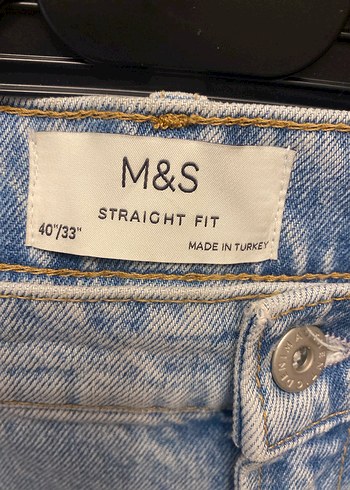 M&S
STRAIGHT FIT
40"/33"
MADE IN TURKEY